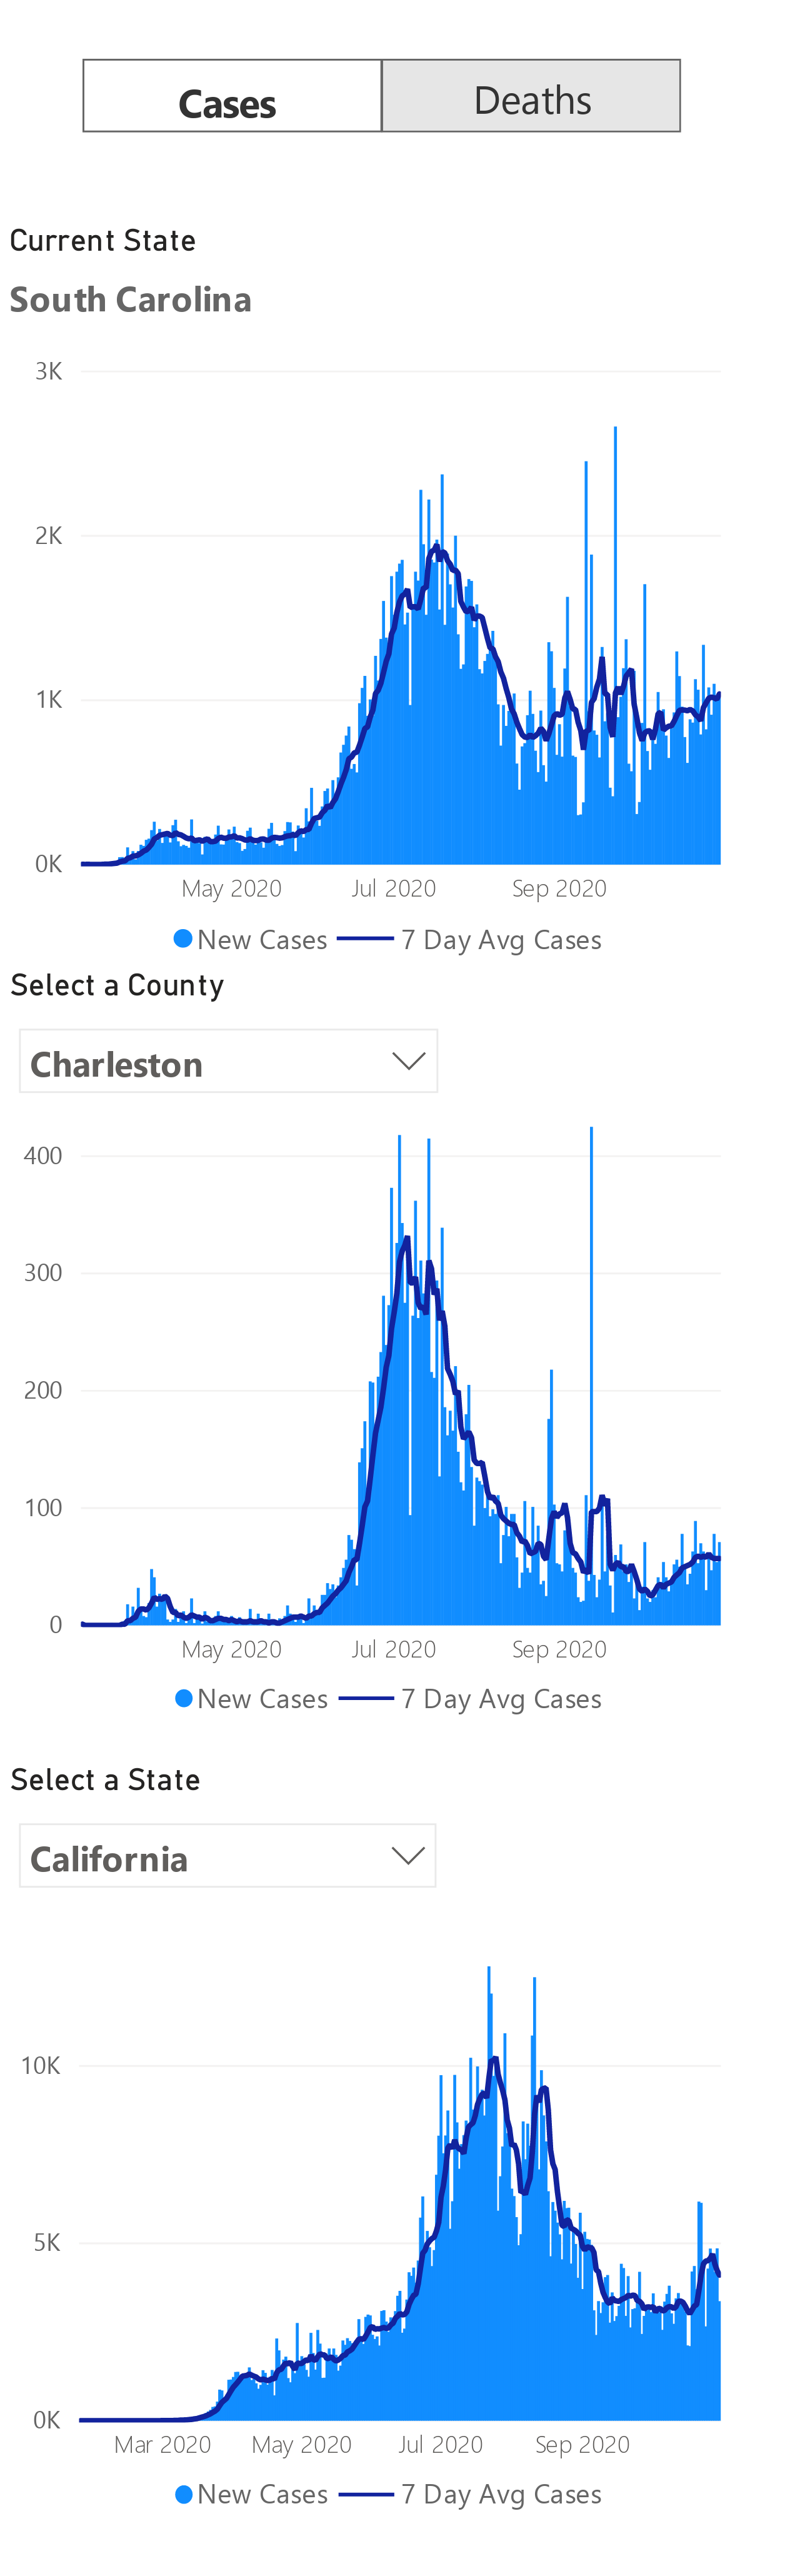 Cases Deaths
Current State
South Carolina
3K
2K
1K
0K
May 2020 Jul 2020 Sep 2020
New Cases 7 Day Avg Cases
Select a County
Charleston
400
300
200
100
0
May 2020 Jul 2020 Sep 2020
New Cases 7 Day Avg Cases
Select a State
California
10K
5K
0K
Mar 2020 May 2020 Jul 2020 Sep 2020
New Cases 7 Day Avg Cases